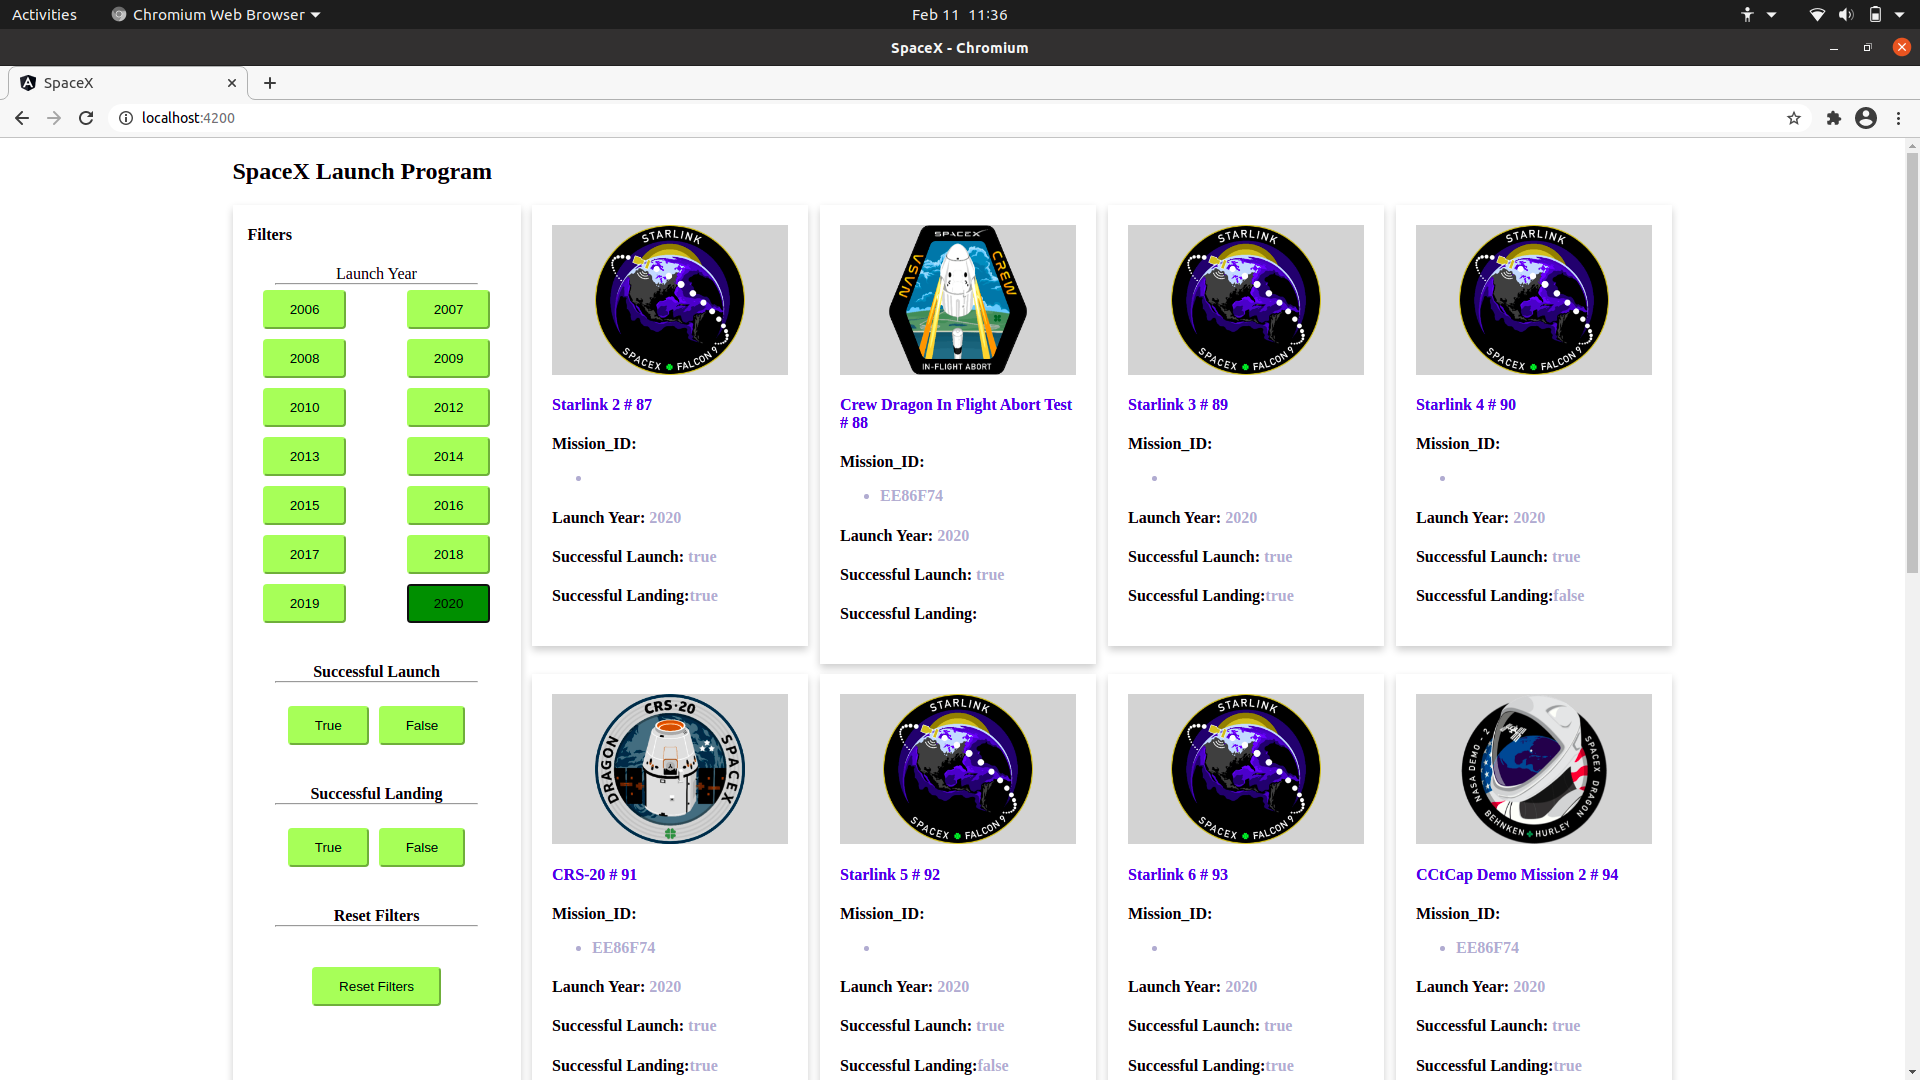 Activities
Chromium Web Browser
Feb 11 11:36
SpaceX - Chromium
SpaceX
localhost:4200
SpaceX Launch Program
Filters
Launch Year
2006
2007
2008
2009
2010
2012
2013
2014
2015
2016
2017
2018
2019
2020
Successful Launch
True
False
Successful Landing
True
False
Reset Filters
Reset Filters
STARLINK
SPACEX FALCON 9
Starlink 2 # 87
Mission_ID:
Launch Year: 2020
Successful Launch: true
Successful Landing:true
SPACEX
NASA
CREW
IN-FLIGHT ABORT
Crew Dragon In Flight Abort Test
# 88
Mission_ID:
EE86F74
Launch Year: 2020
Successful Launch: true
Successful Landing:
STARLINK
SPACEX FALCON 9
Starlink 3 # 89
Mission_ID:
Launch Year: 2020
Successful Launch: true
Successful Landing:true
STARLINK
SPACEX FALCON 9
Starlink 4 # 90
Mission_ID:
Launch Year: 2020
Successful Launch: true
Successful Landing:false
CRS-20
DRAGON
SPACEX
CRS-20 # 91
Mission_ID:
EE86F74
Launch Year: 2020
Successful Launch: true
Successful Landing:true
STARLINK
SPACEX FALCON 9
Starlink 5 # 92
Mission_ID:
Launch Year: 2020
Successful Launch: true
Successful Landing:false
STARLINK
SPACEX FALCON 9
Starlink 6 # 93
Mission_ID:
Launch Year: 2020
Successful Launch: true
Successful Landing:true
NASA DEMO - 2
SPACEX DRAGON
BEHNKEN HURLEY
CCtCap Demo Mission 2 # 94
Mission_ID:
EE86F74
Launch Year: 2020
Successful Launch: true
Successful Landing:true